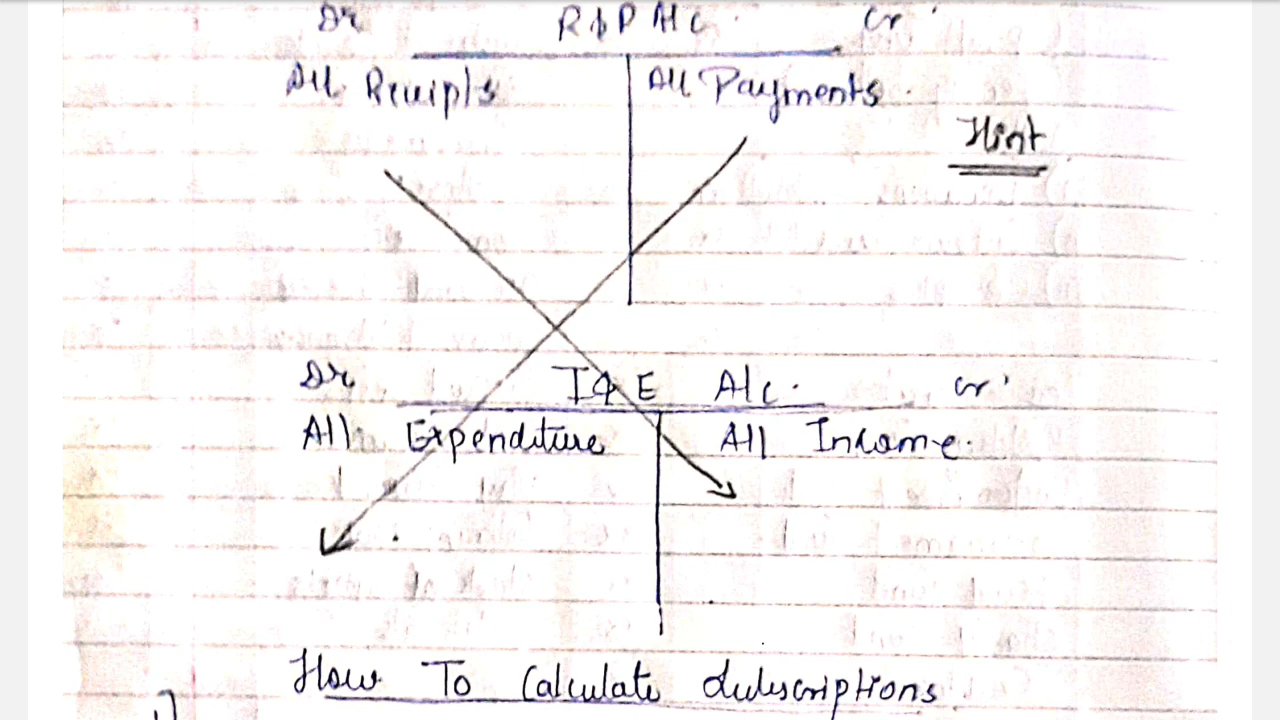 Dr R&P A/c. Cr.
All Receipts All Payments.
Hint
Dr. I & E A/c. Cr.
All Expenditure All Income.
How To Calculate Subscriptions